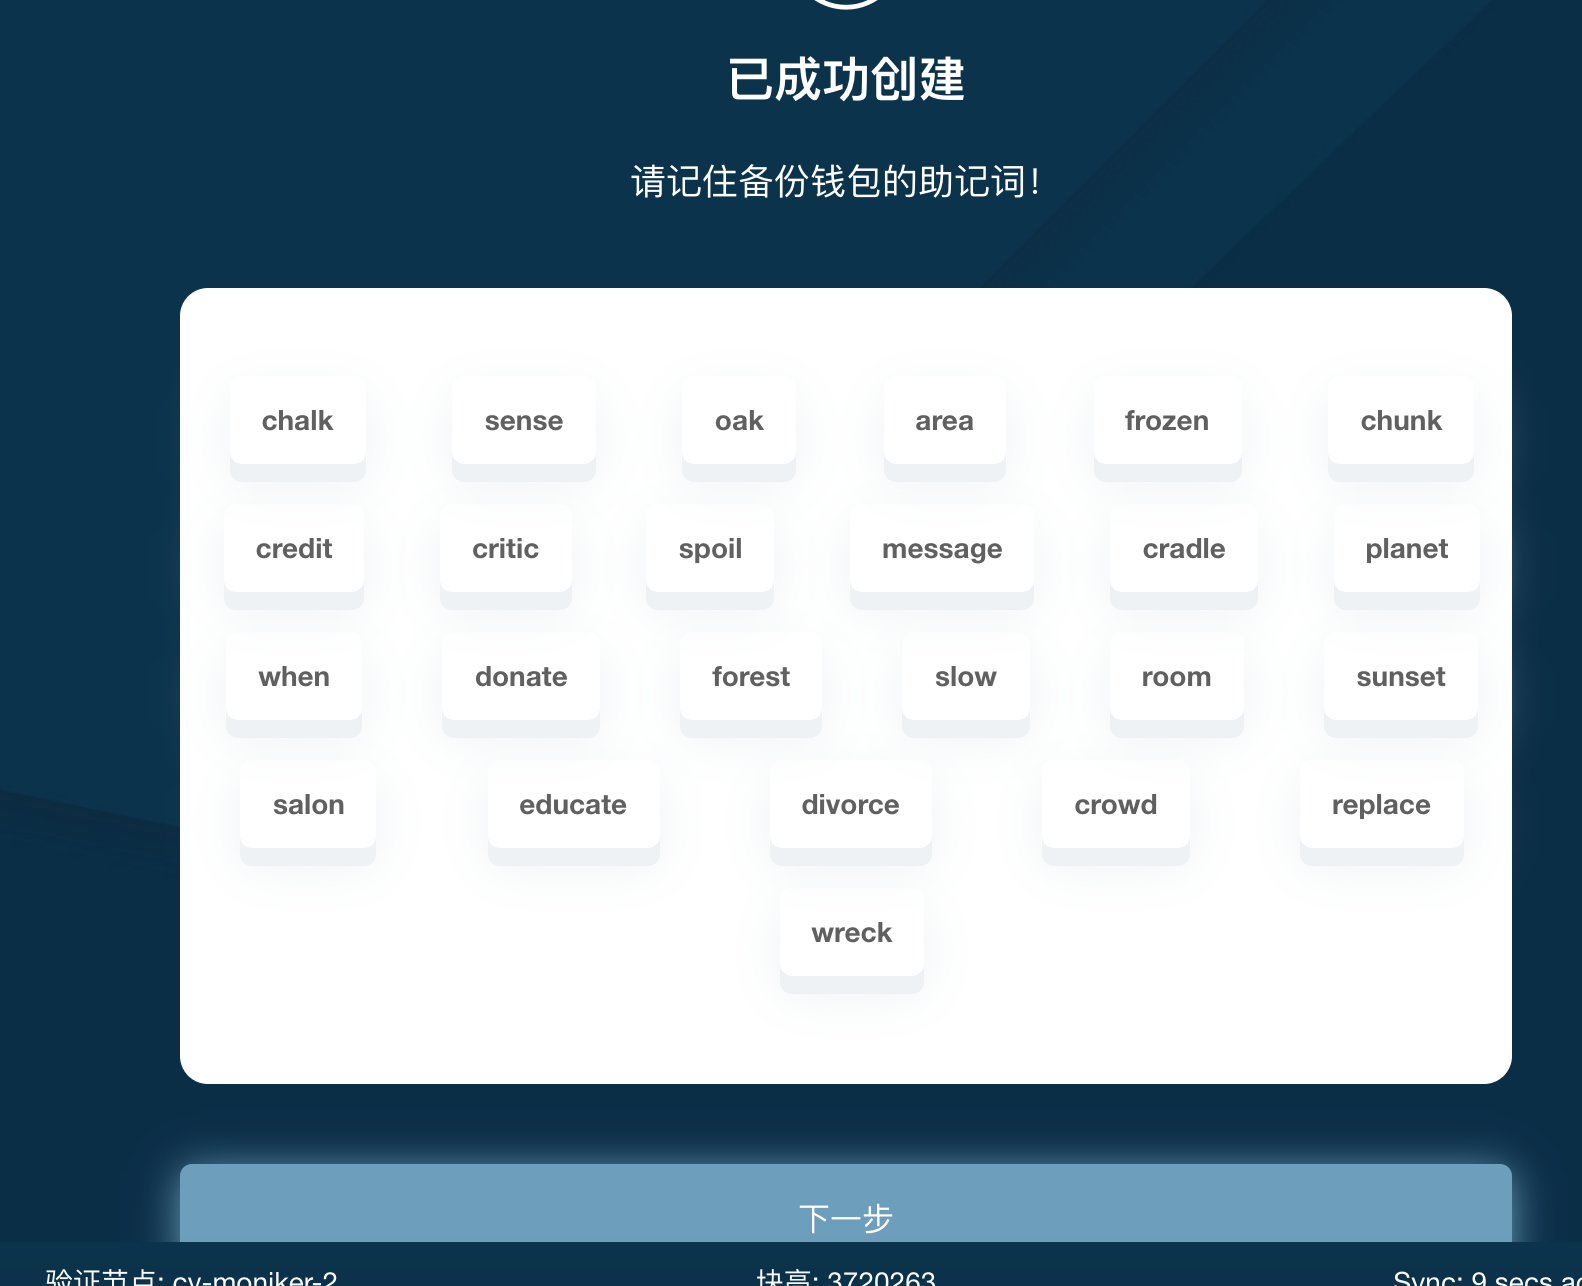 已成功创建
请记住备份钱包的助记词!
chalk sense oak area frozen chunk
credit critic spoil message cradle planet
when donate forest slow room sunset
salon educate divorce crowd replace
wreck
下一步
验证节点: cv-moniker-2 块高: 3720263 Sync: 9 secs